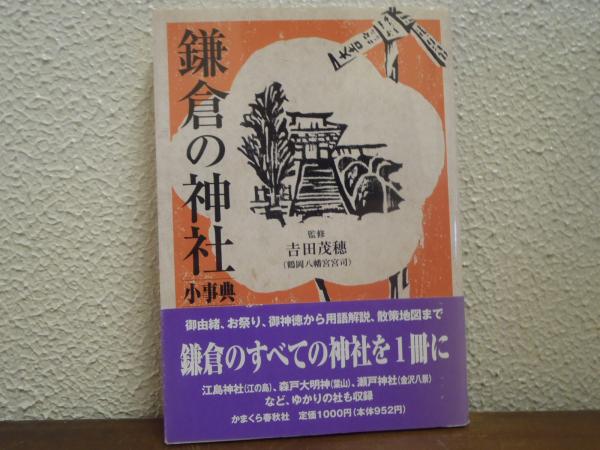 鎌倉の神社
小事典
大吉
監修
吉田茂穂
(鶴岡八幡宮宮司)
御由緒、お祭り、御神徳から用語解説、散策地図まで
鎌倉のすべての神社を1冊に
江島神社(江の島)、森戸大明神(葉山)、瀬戸神社(金沢八景)
など、ゆかりの社も収録
かまくら春秋社 定価1000円(本体952円)